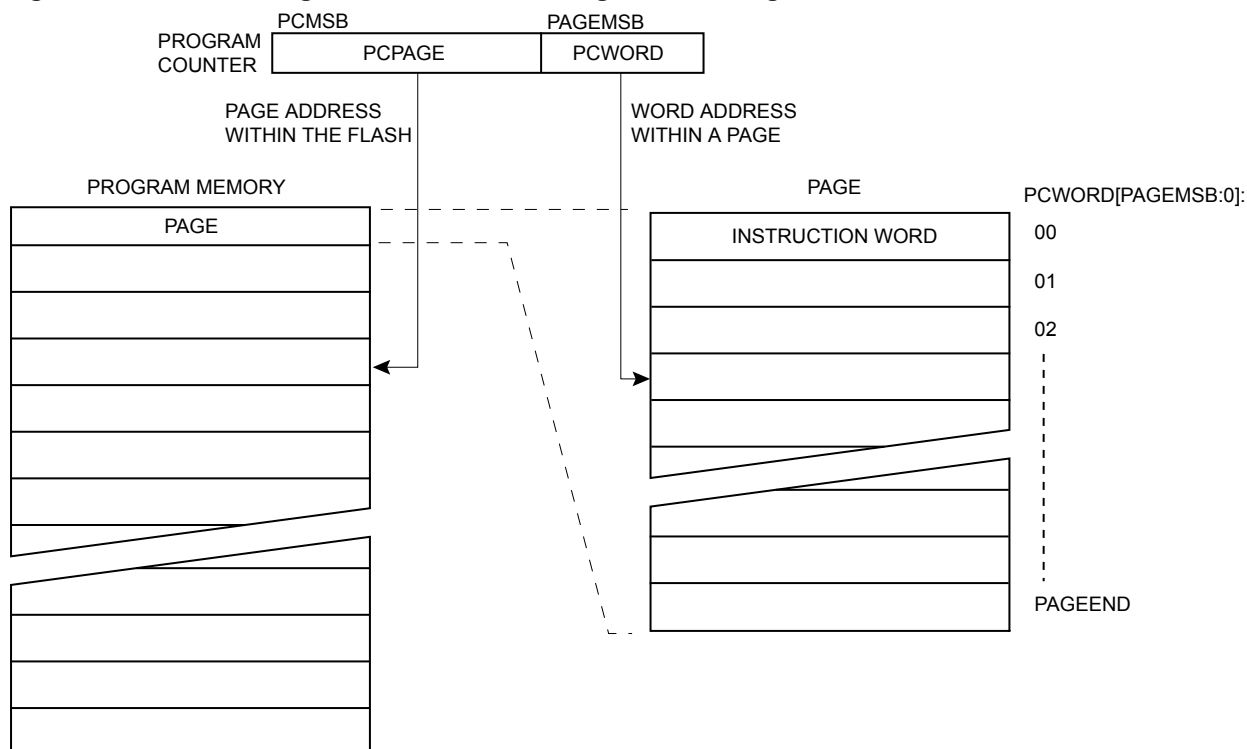 PCMSB PAGEMSB
PROGRAM
COUNTER
PCPAGE PCWORD
PAGE ADDRESS
WITHIN THE FLASH
WORD ADDRESS
WITHIN A PAGE
PROGRAM MEMORY
PAGE
PAGE
INSTRUCTION WORD
PCWORD[PAGEMSB:0]:
00
01
02
PAGEEND